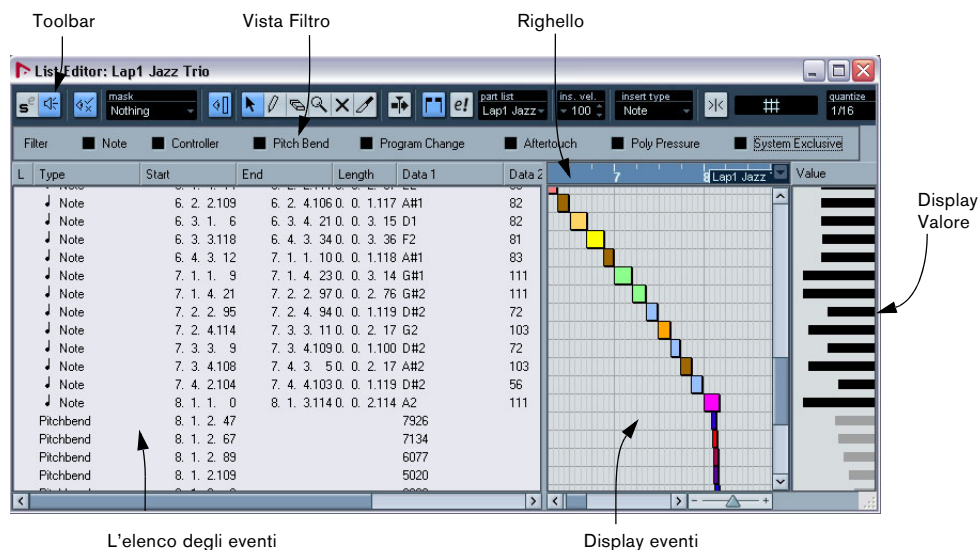 Toolbar Vista Filtro Righello
List Editor: Lap1 Jazz Trio
mask part list ins. vel. insert type quantize
Nothing e! Lap1 Jazz 100 Note 1/16
Filter Note Controller Pitch Bend Program Change Aftertouch Poly Pressure System Exclusive
L Type Start End Length Data 1 Data 2 7 8 Lap1 Jazz Value
Note 6. 2. 2.109 6. 2. 4.106 0. 0. 1.117 A#1 82
Note 6. 3. 1. 6 6. 3. 4. 21 0. 0. 3. 15 D1 82
Note 6. 3. 3.118 6. 4. 3. 34 0. 0. 3. 36 F2 81
Note 6. 4. 3. 12 7. 1. 1. 10 0. 0. 1.118 A#1 83
Note 7. 1. 1. 9 7. 1. 4. 23 0. 0. 3. 14 G#1 111
Note 7. 1. 4. 21 7. 2. 2. 97 0. 0. 2. 76 G#2 111
Note 7. 2. 2. 95 7. 2. 4. 94 0. 0. 1.119 D#2 72
Note 7. 2. 4.114 7. 3. 3. 11 0. 0. 2. 17 G2 103
Note 7. 3. 3. 9 7. 3. 4.109 0. 0. 1.100 D#2 72
Note 7. 3. 4.108 7. 4. 3. 5 0. 0. 2. 17 A#2 103
Note 7. 4. 2.104 7. 4. 4.103 0. 0. 1.119 D#2 56
Note 8. 1. 1. 0 8. 1. 3.114 0. 0. 2.114 A2 111
Pitchbend 8. 1. 2. 47 7926
Pitchbend 8. 1. 2. 67 7134
Pitchbend 8. 1. 2. 89 6077
Pitchbend 8. 1. 2.109 5020
Display
Valore
L'elenco degli eventi Display eventi